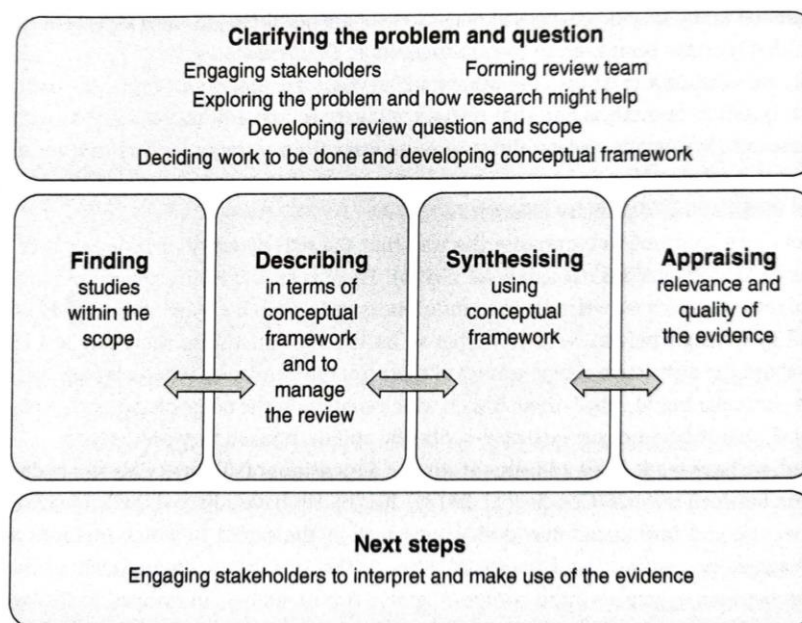 Clarifying the problem and question
Engaging stakeholders Forming review team
Exploring the problem and how research might help
Developing review question and scope
Deciding work to be done and developing conceptual framework
Finding
studies
within the
scope
Describing
in terms of
conceptual
framework
and to
manage
the review
Synthesising
using
conceptual
framework
Appraising
relevance and
quality of
the evidence
Next steps
Engaging stakeholders to interpret and make use of the evidence